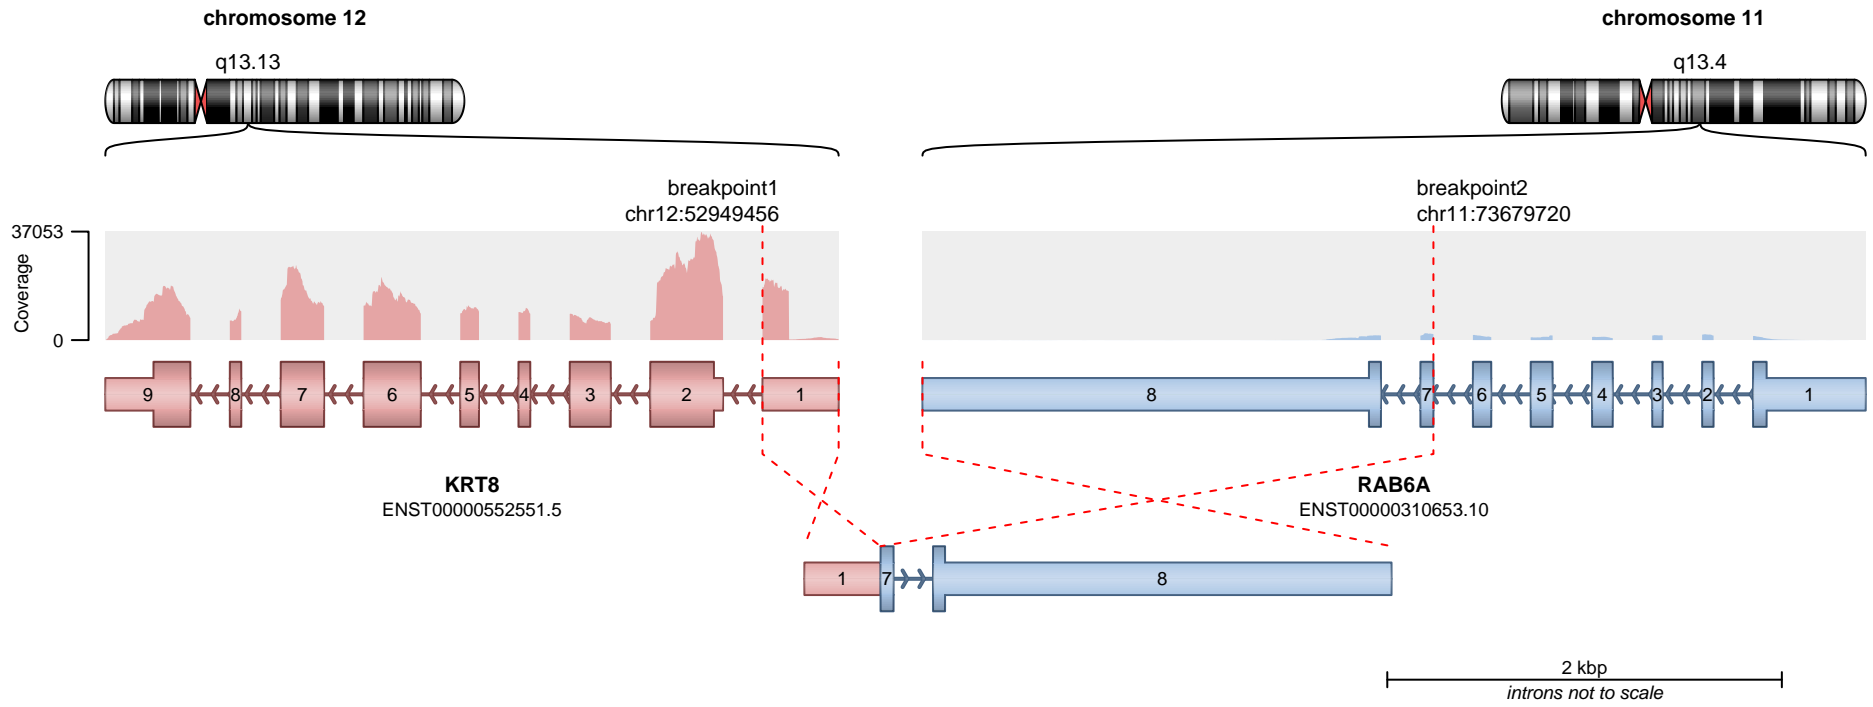 chromosome 12
chromosome 11
q13.13
q13.4
breakpoint1
chr12:52949456
breakpoint2
chr11:73679720
37053
Coverage
0
9 8 7 6 5 4 3 2 1
8 7 6 5 4 3 2 1
KRT8
ENST00000552551.5
RAB6A
ENST00000310653.10
1 7 8
2 kbp
introns not to scale